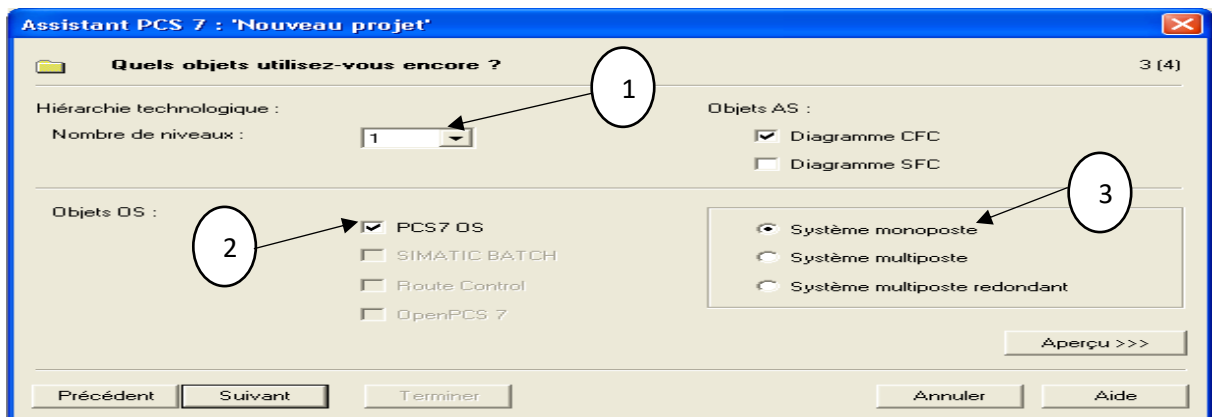 Assistant PCS 7 : 'Nouveau projet'
Quels objets utilisez-vous encore ?
3 (4)
1
Hiérarchie technologique :
Objets AS :
Nombre de niveaux :
1
Diagramme CFC
Diagramme SFC
3
Objets OS :
2
PCS7 OS
Système monoposte
SIMATIC BATCH
Système multiposte
Route Control
Système multiposte redondant
OpenPCS 7
Aperçu >>>
Précédent
Suivant
Terminer
Annuler
Aide